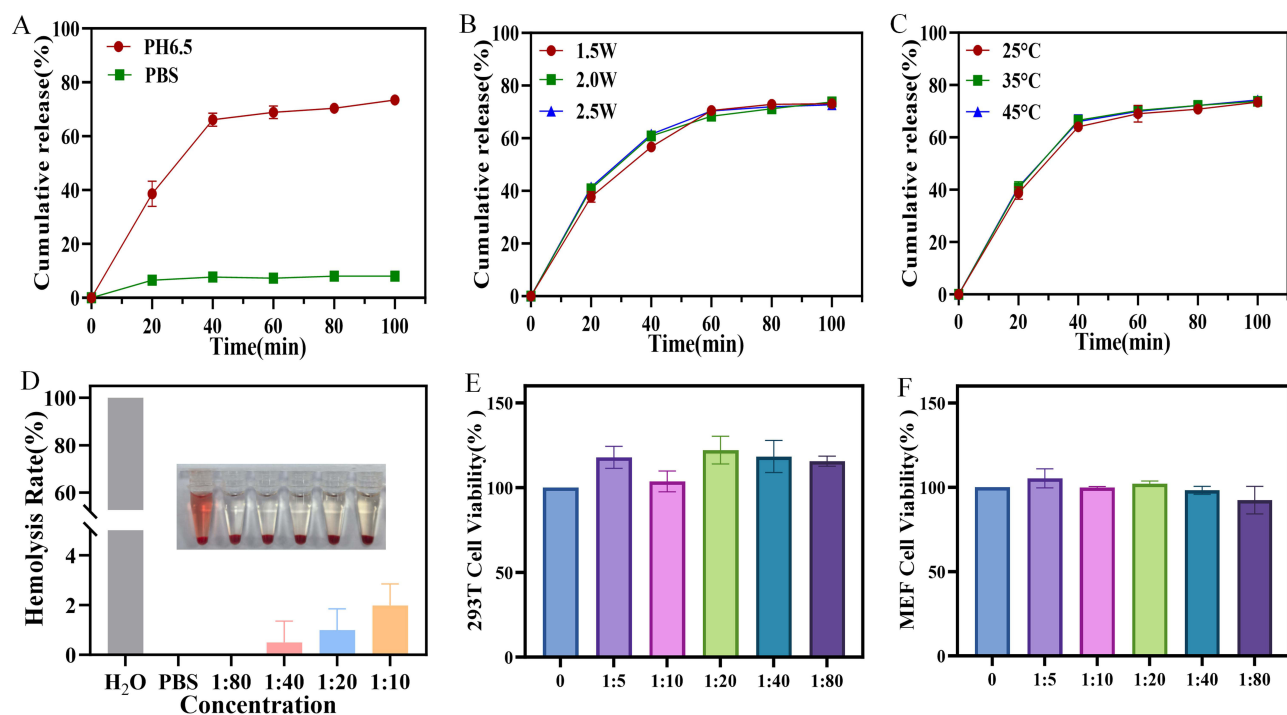 A
Cumulative release(%)
100
80
60
40
20
0
PH6.5
PBS
0 20 40 60 80 100
Time(min)
B
Cumulative release(%)
100
80
60
40
20
0
1.5W
2.0W
2.5W
0 20 40 60 80 100
Time(min)
C
Cumulative release(%)
100
80
60
40
20
0
25°C
35°C
45°C
0 20 40 60 80 100
Time(min)
D
Hemolysis Rate(%)
100
80
60
4
2
0
H₂O PBS 1:80 1:40 1:20 1:10
Concentration
E
293T Cell Viability(%)
150
100
50
0
0 1:5 1:10 1:20 1:40 1:80
F
MEF Cell Viability(%)
150
100
50
0
0 1:5 1:10 1:20 1:40 1:80